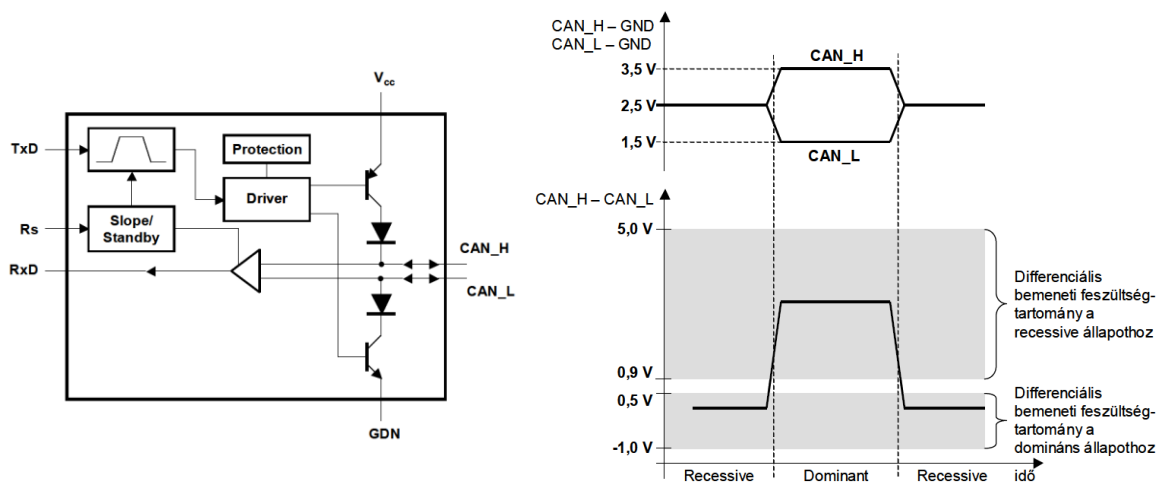 V cc
TxD
Protection
Driver
Rs
Slope/
Standby
RxD
CAN_H
CAN_L
GDN
CAN_H – GND
CAN_L – GND
CAN_H
3,5 V
2,5 V
1,5 V
CAN_L
CAN_H – CAN_L
5,0 V
Differenciális
bemeneti feszültség-
tartomány a
recessive állapothoz
0,9 V
0,5 V
Differenciális
bemeneti feszültség-
tartomány a
domináns állapothoz
-1,0 V
Recessive Dominant Recessive idő